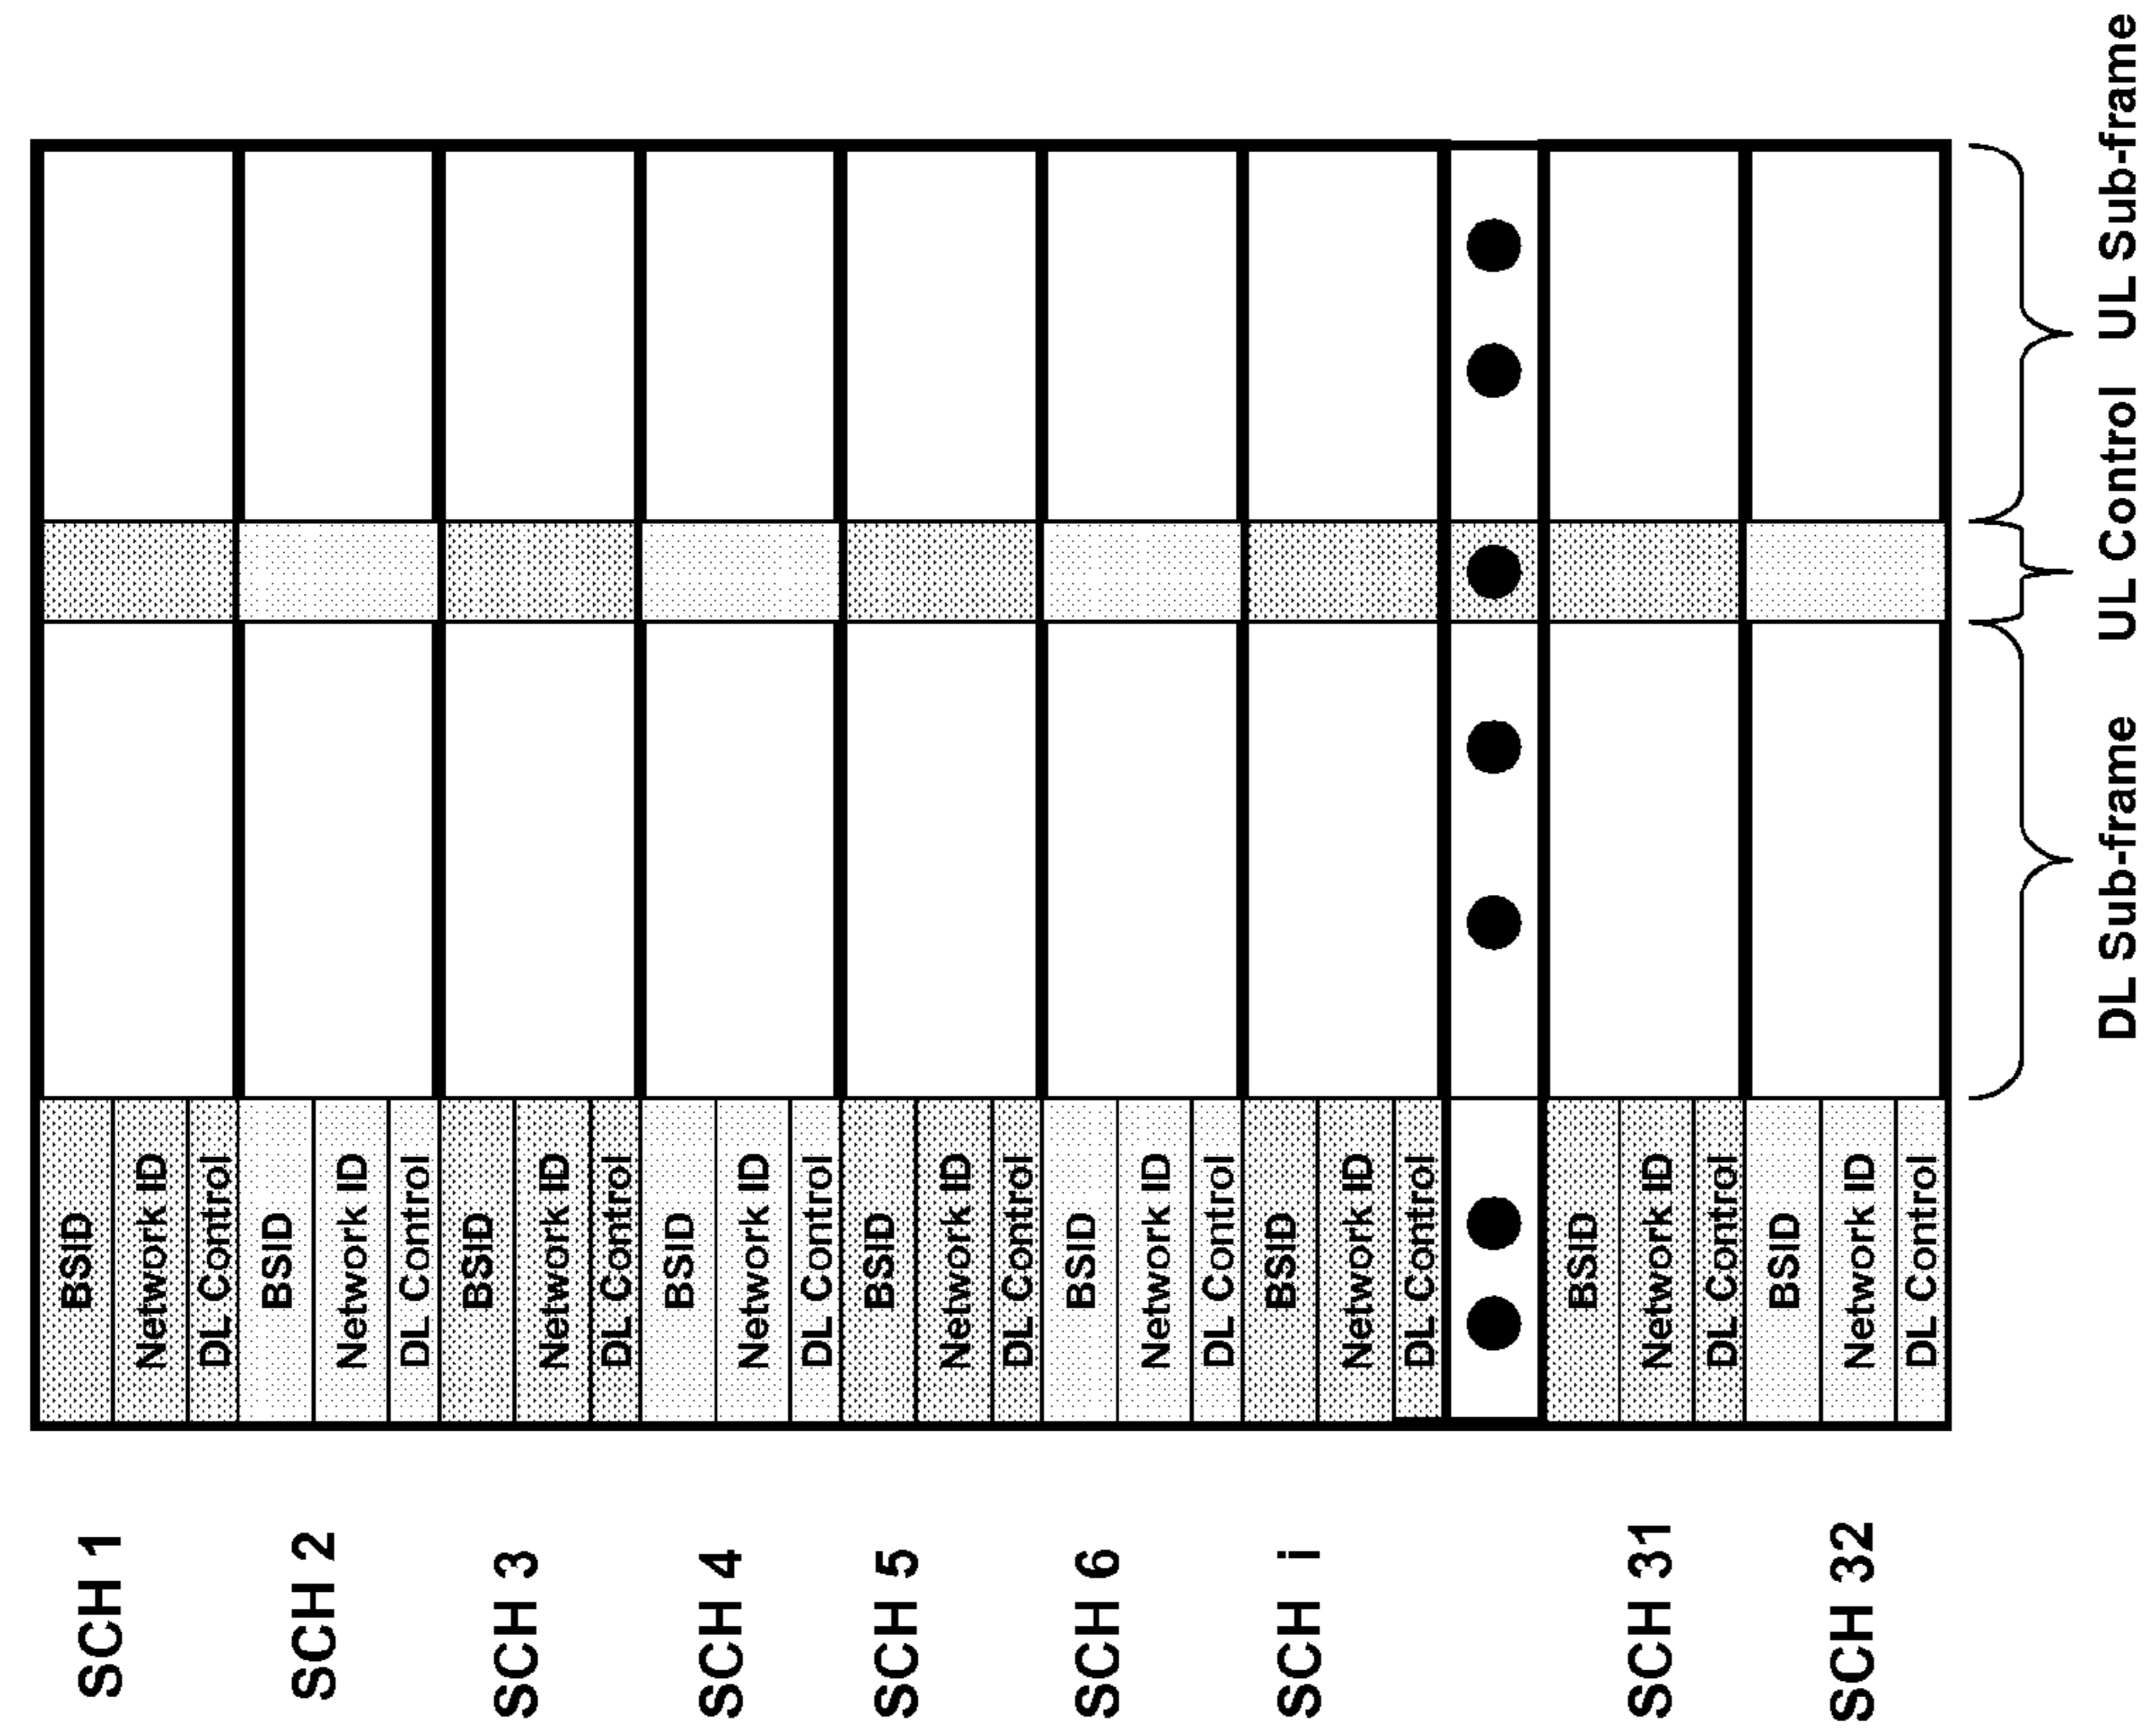 SCH 1
BSID
Network ID
DL Control
SCH 2
BSID
Network ID
DL Control
SCH 3
BSID
Network ID
DL Control
SCH 4
BSID
Network ID
DL Control
SCH 5
BSID
Network ID
DL Control
SCH 6
BSID
Network ID
DL Control
SCH i
BSID
Network ID
DL Control
SCH 31
BSID
Network ID
DL Control
SCH 32
BSID
Network ID
DL Control
DL Sub-frame
UL Control
UL Sub-frame